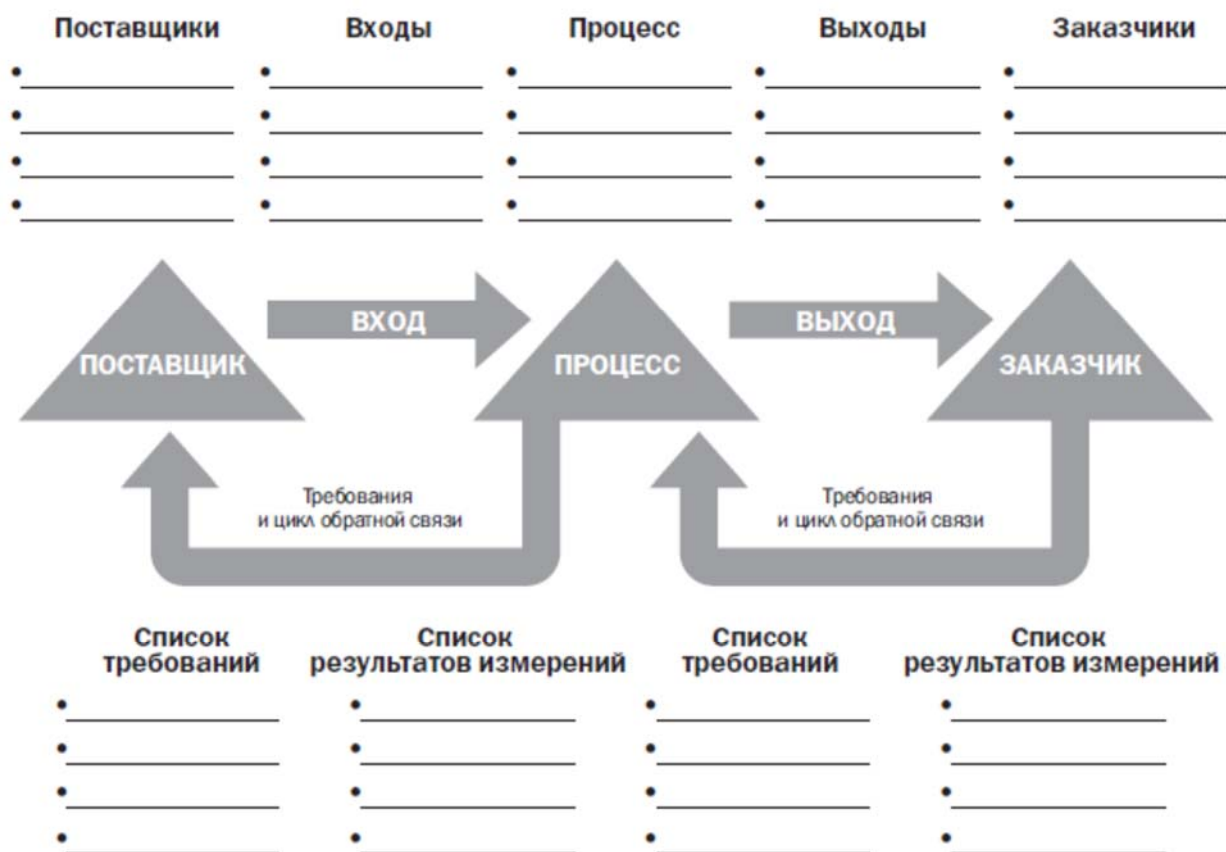 Поставщики
Входы
Процесс
Выходы
Заказчики
ПОСТАВЩИК
ВХОД
ПРОЦЕСС
ВЫХОД
ЗАКАЗЧИК
Требования
и цикл обратной связи
Требования
и цикл обратной связи
Список
требований
Список
результатов измерений
Список
требований
Список
результатов измерений